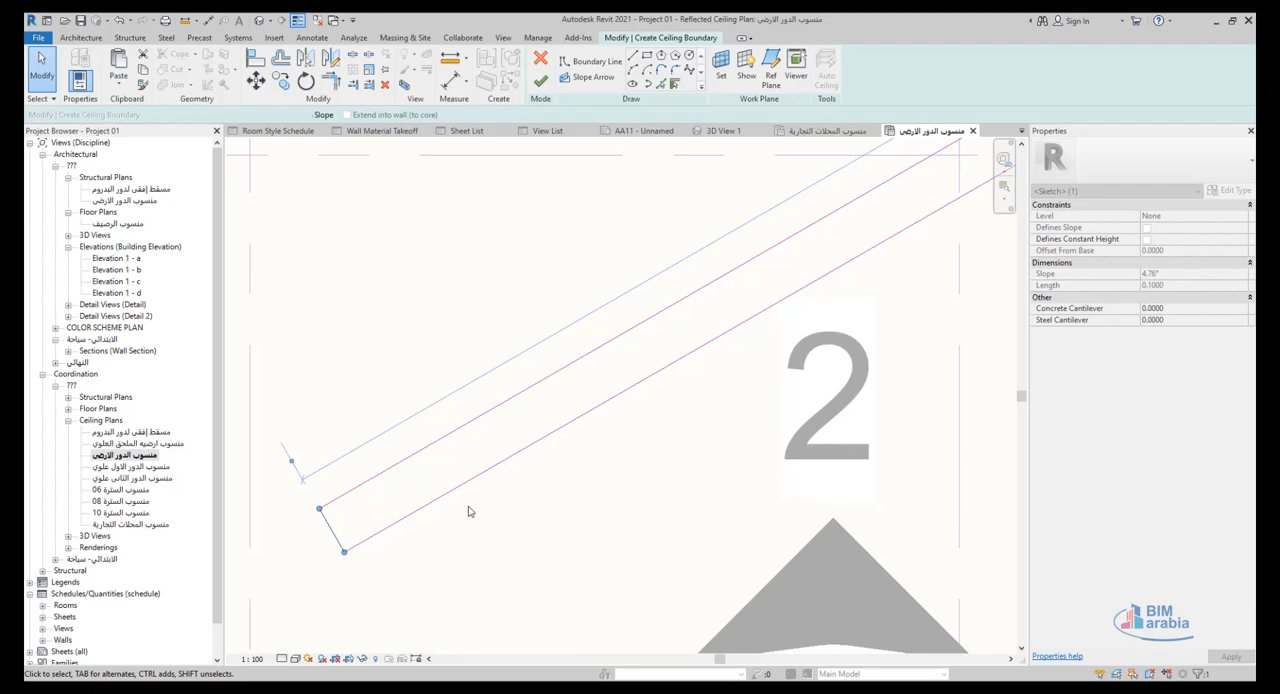 Autodesk Revit 2021 - Project 01 - Reflected Ceiling Plan: منسوب الدور الارضى
Sign In
File Architecture Structure Steel Precast Systems Insert Annotate Analyze Massing & Site Collaborate View Manage Add-Ins Modify | Create Ceiling Boundary
Modify Paste Cope Cut Join Boundary Line Slope Arrow Set Show Ref Plane Viewer Auto Ceiling
Select Properties Clipboard Geometry Modify View Measure Create Mode Draw Work Plane Tools
Modify | Create Ceiling Boundary Slope Extend into wall (to core)
Project Browser - Project 01
Room Style Schedule Wall Material Takeoff Sheet List View List AA11 - Unnamed 3D View 1 منسوب المحلات التجارية منسوب الدور الارضى
Views (Discipline)
Architectural
???
Structural Plans
مسقط إفقى لدور البدروم
منسوب الدور الارضى
Floor Plans
منسوب الرصيف
3D Views
Elevations (Building Elevation)
Elevation 1 - a
Elevation 1 - b
Elevation 1 - c
Elevation 1 - d
Detail Views (Detail)
Detail Views (Detail 2)
COLOR SCHEME PLAN
الابتدائي- سياحة
Sections (Wall Section)
النهائي
Coordination
???
Structural Plans
Floor Plans
Ceiling Plans
مسقط إفقى لدور البدروم
منسوب ارضيه الملحق العلوي
منسوب الدور الارضى
منسوب الدور الاول علوي
منسوب الدور الثانى علوي
منسوب السترة 06
منسوب السترة 08
منسوب السترة 10
منسوب المحلات التجارية
3D Views
Renderings
الابتدائي- سياحة
Structural
Legends
Schedules/Quantities (schedule)
Rooms
Sheets
Views
Walls
Sheets (all)
Families
2
Properties
R
<Sketch> (1) Edit Type
Constraints
Level None
Defines Slope
Defines Constant Height
Offset From Base 0.0000
Dimensions
Slope 4.76°
Length 0.1000
Other
Concrete Cantilever 0.0000
Steel Cantilever 0.0000
BIM
arabia
Properties help Apply
1 : 100
Click to select, TAB for alternates, CTRL adds, SHIFT unselects. :0 Main Model :1